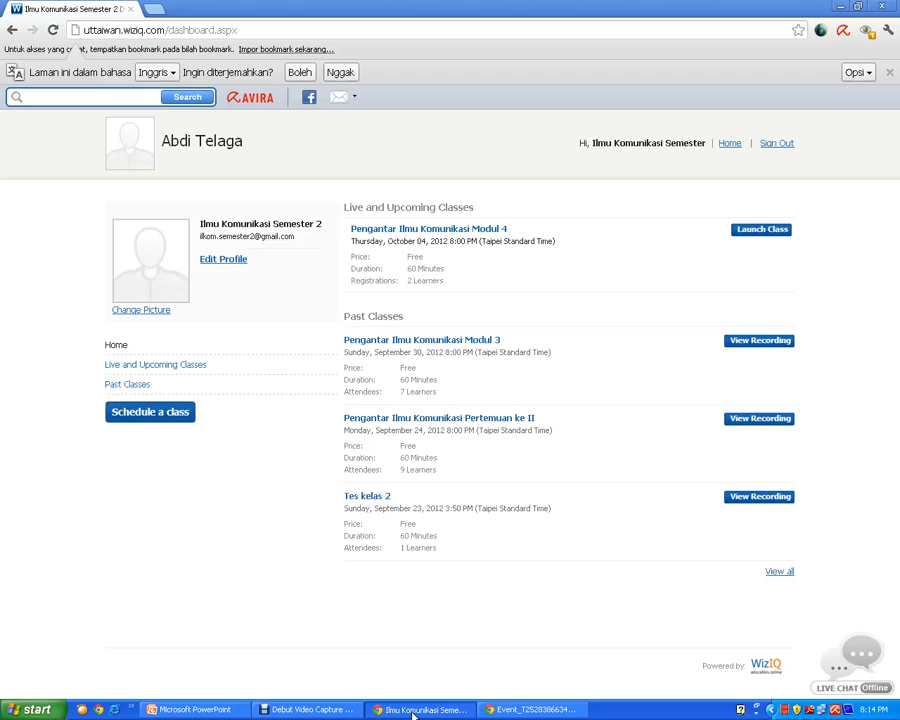 Ilmu Komunikasi Semester 2 D
uttaiwan.wiziq.com/dashboard.aspx
Untuk akses yang cepat, tempatkan bookmark pada bilah bookmark. Impor bookmark sekarang...
Laman ini dalam bahasa Inggris Ingin diterjemahkan? Boleh Nggak Opsi
Search AVIRA
Abdi Telaga
Hi, Ilmu Komunikasi Semester | Home | Sign Out
Ilmu Komunikasi Semester 2
ilkom.semester2@gmail.com
Edit Profile
Change Picture
Home
Live and Upcoming Classes
Past Classes
Schedule a class
Live and Upcoming Classes
Pengantar Ilmu Komunikasi Modul 4 Launch Class
Thursday, October 04, 2012 8:00 PM (Taipei Standard Time)
Price: Free
Duration: 60 Minutes
Registrations: 2 Learners
Past Classes
Pengantar Ilmu Komunikasi Modul 3 View Recording
Sunday, September 30, 2012 8:00 PM (Taipei Standard Time)
Price: Free
Duration: 60 Minutes
Attendees: 7 Learners
Pengantar Ilmu Komunikasi Pertemuan ke II View Recording
Monday, September 24, 2012 8:00 PM (Taipei Standard Time)
Price: Free
Duration: 60 Minutes
Attendees: 9 Learners
Tes kelas 2 View Recording
Sunday, September 23, 2012 3:50 PM (Taipei Standard Time)
Price: Free
Duration: 60 Minutes
Attendees: 1 Learners
View all
Powered by: WizIQ
education.online
LIVE CHAT Offline
start Microsoft PowerPoint Debut Video Capture ... Ilmu Komunikasi Seme... Event_T2528386634... 8:14 PM